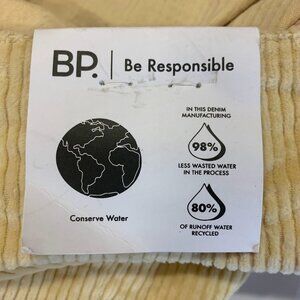 BP. | Be Responsible
IN THIS DENIM
MANUFACTURING
98%
LESS WASTED WATER
IN THE PROCESS
80%
OF RUNOFF WATER
RECYCLED
Conserve Water